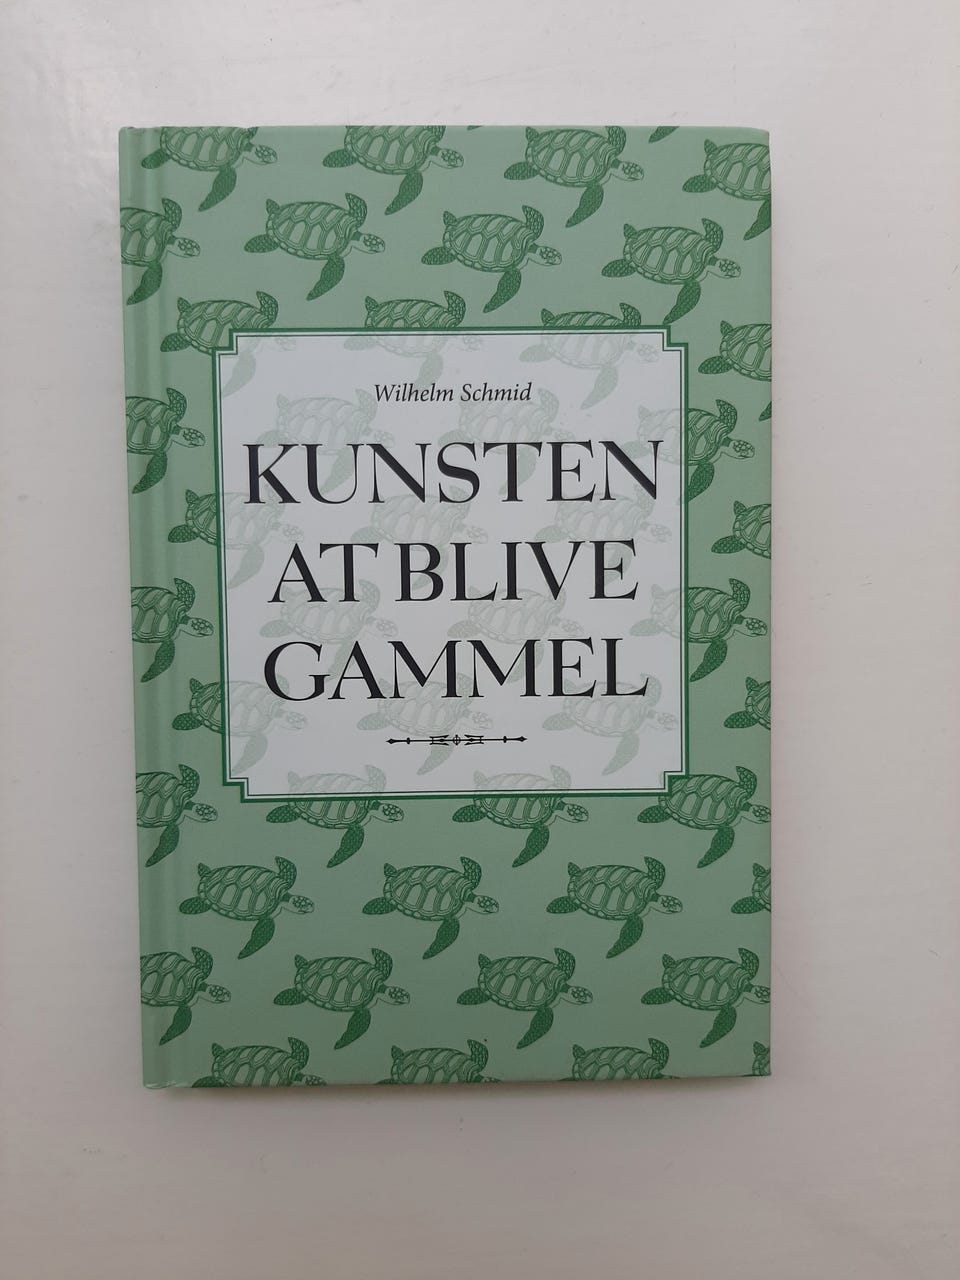 Wilhelm Schmid
KUNSTEN
AT BLIVE
GAMMEL